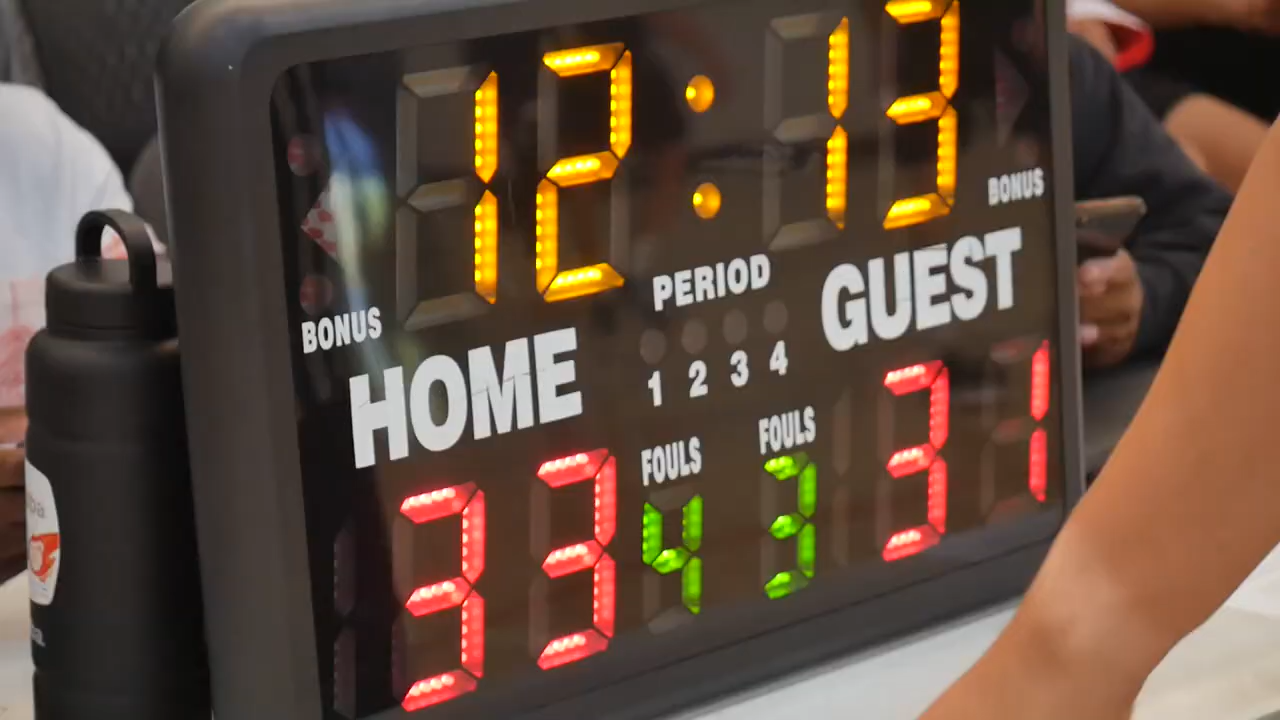 12:13
BONUS
PERIOD
BONUS
HOME
GUEST
1 2 3 4
FOULS
FOULS
33
4
3
31